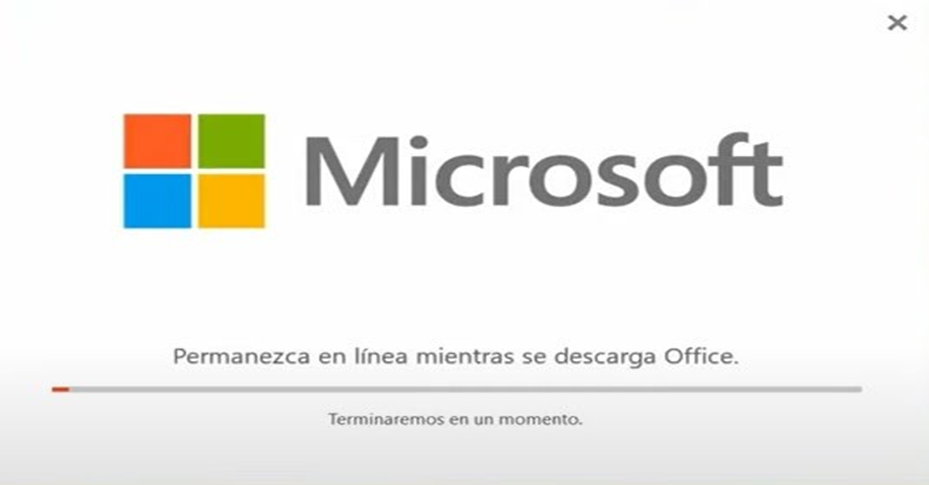 Microsoft
Permanezca en línea mientras se descarga Office.
Terminaremos en un momento.